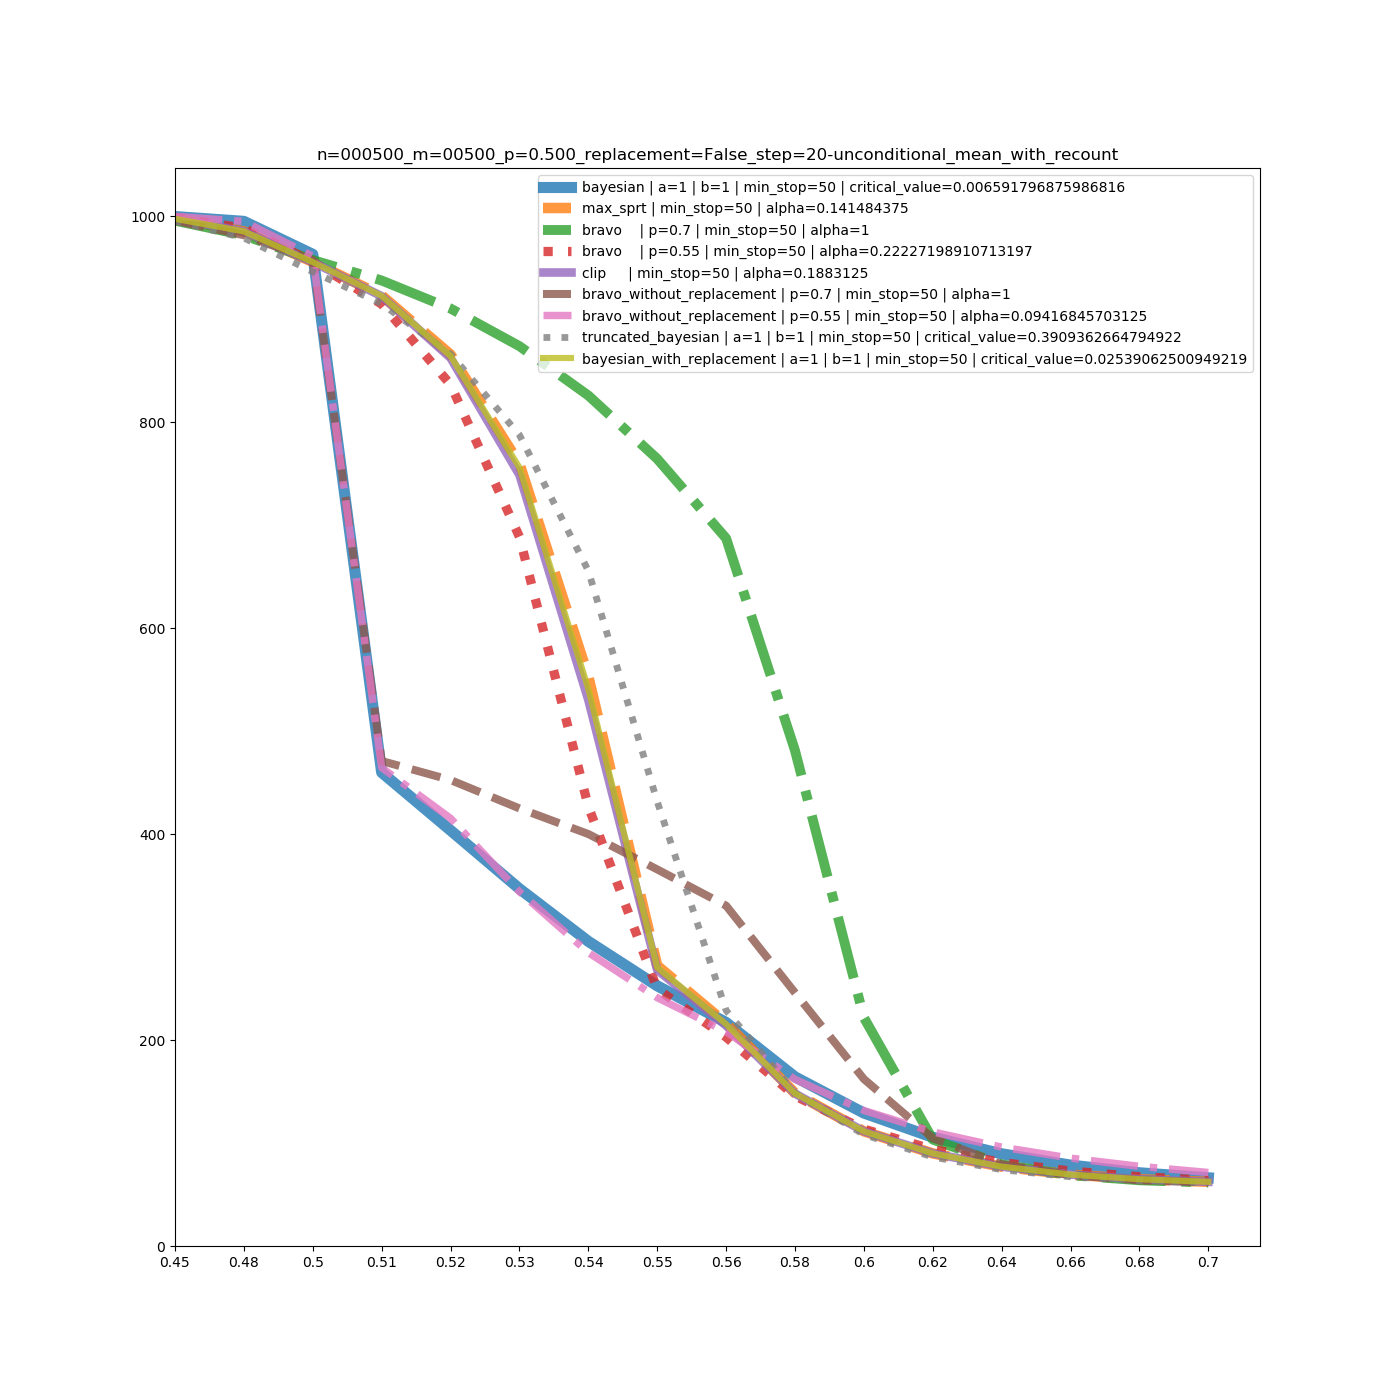 n=000500_m=00500_p=0.500_replacement=False_step=20-unconditional_mean_with_recount
bayesian | a=1 | b=1 | min_stop=50 | critical_value=0.006591796875986816
max_sprt | min_stop=50 | alpha=0.141484375
bravo    | p=0.7 | min_stop=50 | alpha=1
bravo    | p=0.55 | min_stop=50 | alpha=0.22227198910713197
clip     | min_stop=50 | alpha=0.1883125
bravo_without_replacement | p=0.7 | min_stop=50 | alpha=1
bravo_without_replacement | p=0.55 | min_stop=50 | alpha=0.09416845703125
truncated_bayesian | a=1 | b=1 | min_stop=50 | critical_value=0.3909362664794922
bayesian_with_replacement | a=1 | b=1 | min_stop=50 | critical_value=0.02539062500949219
1000
800
600
400
200
0
0.45 0.48 0.5 0.51 0.52 0.53 0.54 0.55 0.56 0.58 0.6 0.62 0.64 0.66 0.68 0.7